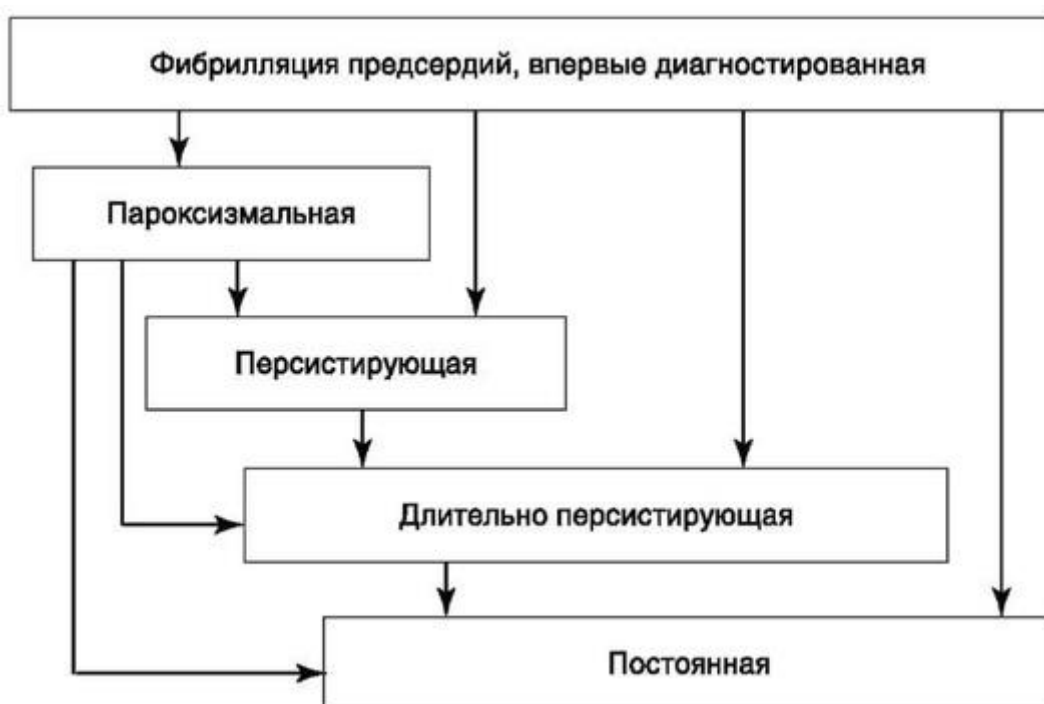 Фибрилляция предсердий, впервые диагностированная
Пароксизмальная
Персистирующая
Длительно персистирующая
Постоянная